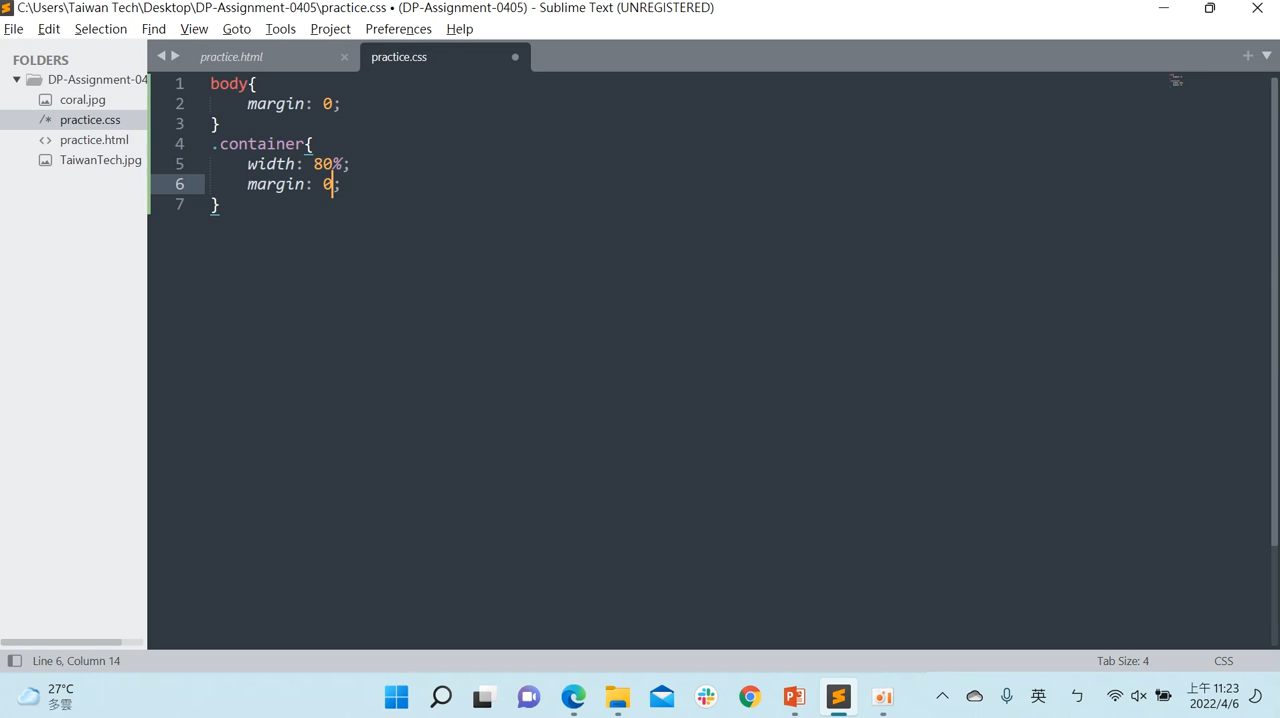 C:\Users\Taiwan Tech\Desktop\DP-Assignment-0405\practice.css • (DP-Assignment-0405) - Sublime Text (UNREGISTERED)
File Edit Selection Find View Goto Tools Project Preferences Help
FOLDERS
DP-Assignment-04
coral.jpg
/* practice.css
<> practice.html
TaiwanTech.jpg
practice.html
practice.css
1 body{
2 margin: 0;
3 }
4 .container{
5 width: 80%;
6 margin: 0;
7 }
Line 6, Column 14
Tab Size: 4
CSS
27°C
多雲
英
ㄅ
上午 11:23
2022/4/6